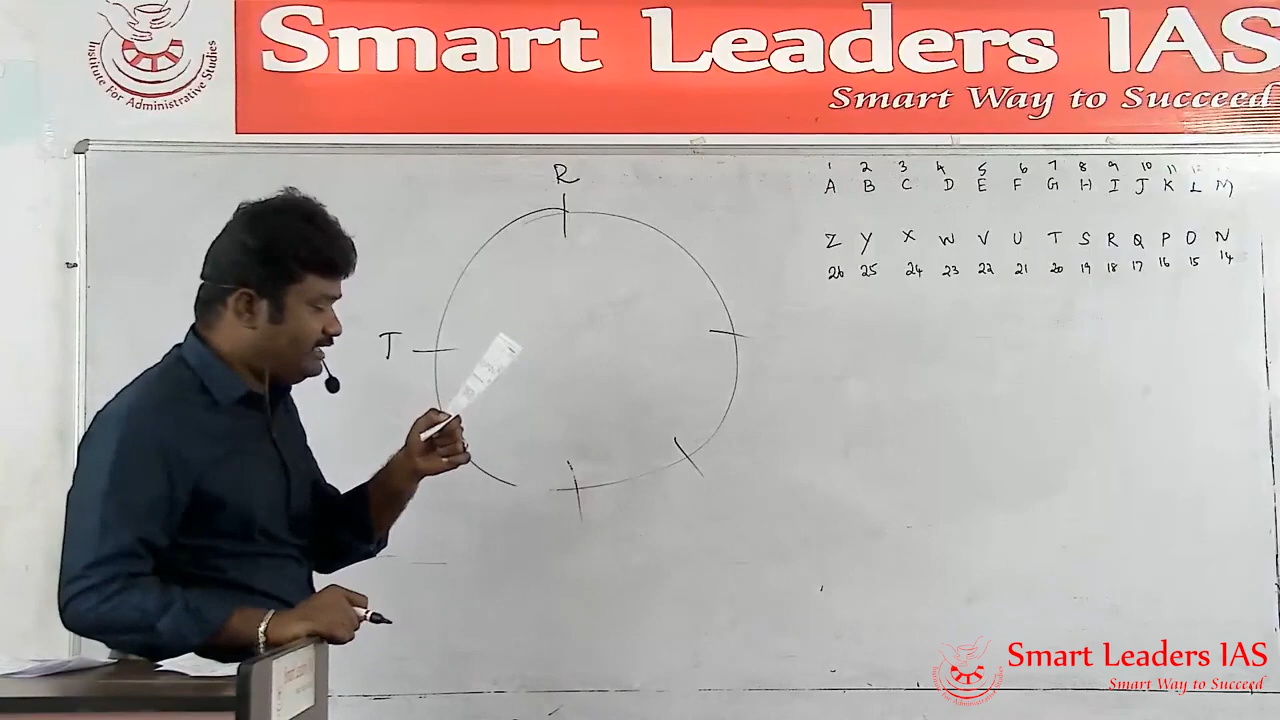 Institute For Administrative Studies
Smart Leaders IAS
Smart Way to Succeed
R
T
1 2 3 4 5 6 7 8 9 10 11 12
A B C D E F G H I J K L M
Z Y X W V U T S R Q P O N
26 25 24 23 22 21 20 19 18 17 16 15 14
Smart Leaders IAS
Smart Way to Succeed